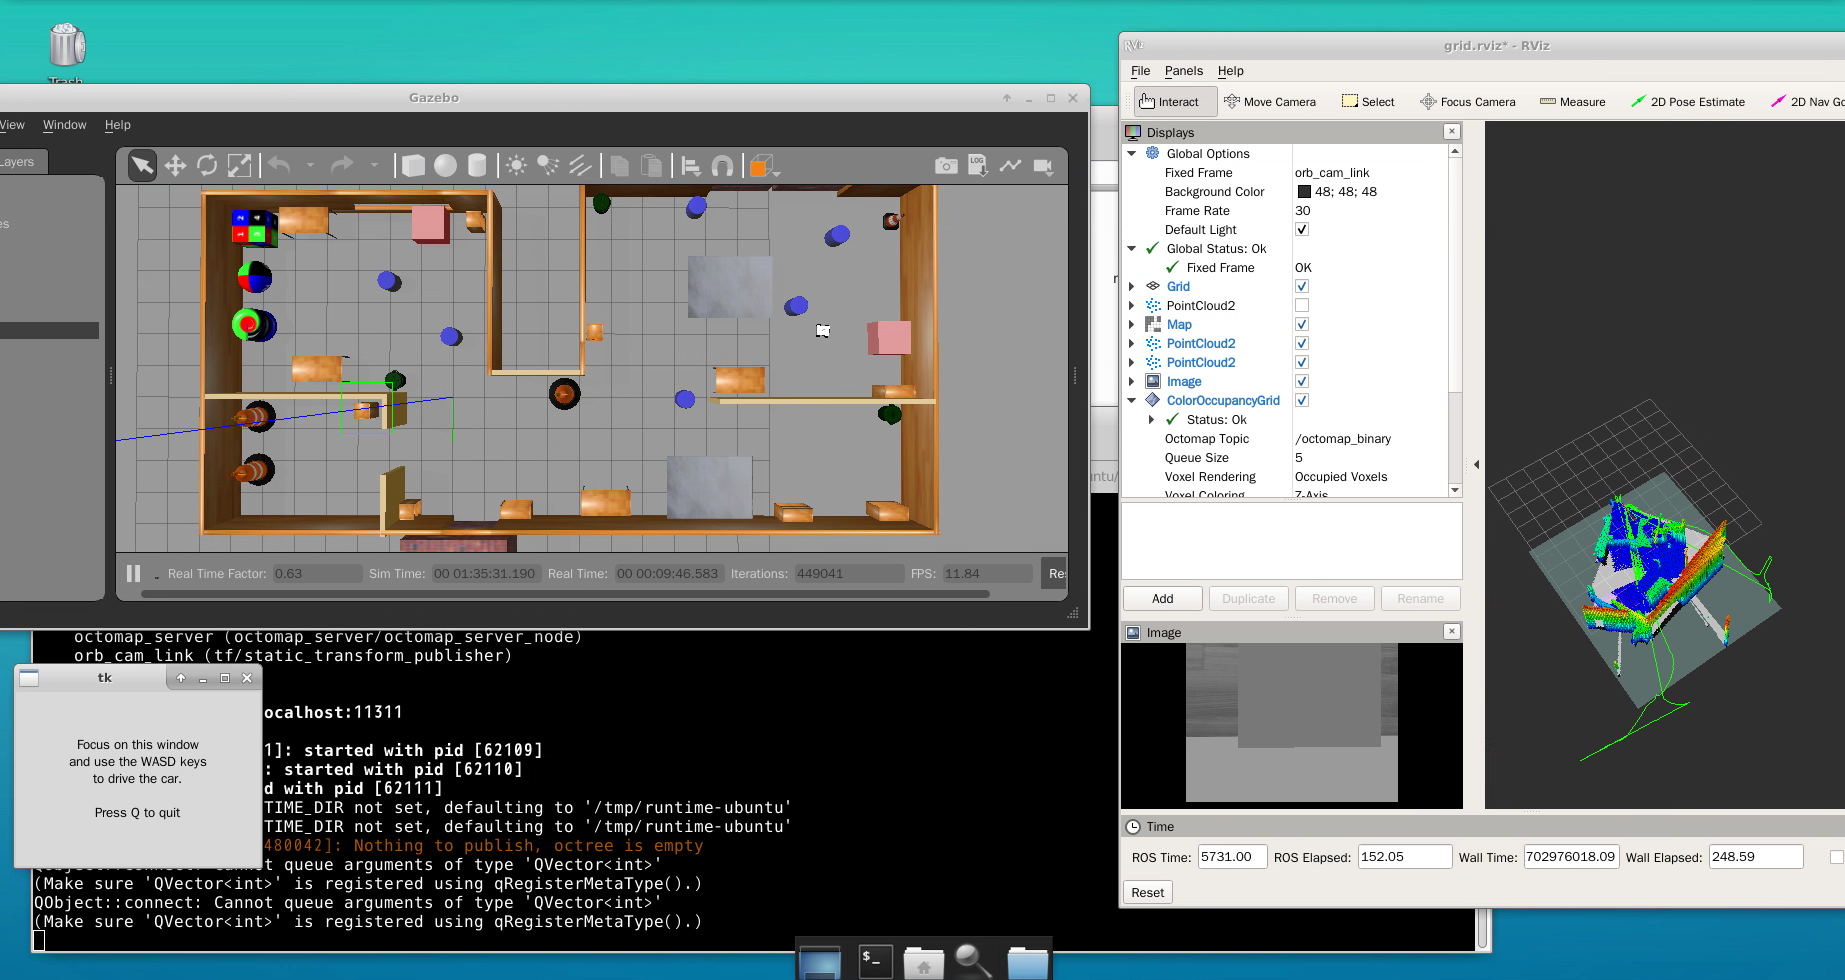 Trash
Gazebo
View
Window
Help
Layers
LOG
Real Time Factor:
0.63
Sim Time:
00 01:35:31.190
Real Time:
00 00:09:46.583
Iterations:
449041
FPS:
11.84
octomap_server (octomap_server/octomap_server_node)
orb_cam_link (tf/static_transform_publisher)
ocalhost:11311
1]: started with pid [62109]
: started with pid [62110]
d with pid [62111]
TIME_DIR not set, defaulting to '/tmp/runtime-ubuntu'
TIME_DIR not set, defaulting to '/tmp/runtime-ubuntu'
480042]: Nothing to publish, octree is empty
QObject::connect: Cannot queue arguments of type 'QVector<int>'
(Make sure 'QVector<int>' is registered using qRegisterMetaType().)
QObject::connect: Cannot queue arguments of type 'QVector<int>'
(Make sure 'QVector<int>' is registered using qRegisterMetaType().)
tk
Focus on this window
and use the WASD keys
to drive the car.
Press Q to quit
ntu/
grid.rviz* - RViz
File
Panels
Help
Interact
Move Camera
Select
Focus Camera
Measure
2D Pose Estimate
2D Nav Go
Displays
Global Options
Fixed Frame
orb_cam_link
Background Color
48; 48; 48
Frame Rate
30
Default Light
Global Status: Ok
Fixed Frame
OK
Grid
PointCloud2
Map
PointCloud2
PointCloud2
Image
ColorOccupancyGrid
Status: Ok
Octomap Topic
/octomap_binary
Queue Size
5
Voxel Rendering
Occupied Voxels
Voxel Coloring
Z-Axis
Add
Duplicate
Remove
Rename
Image
Time
ROS Time:
5731.00
ROS Elapsed:
152.05
Wall Time:
702976018.09
Wall Elapsed:
248.59
Reset